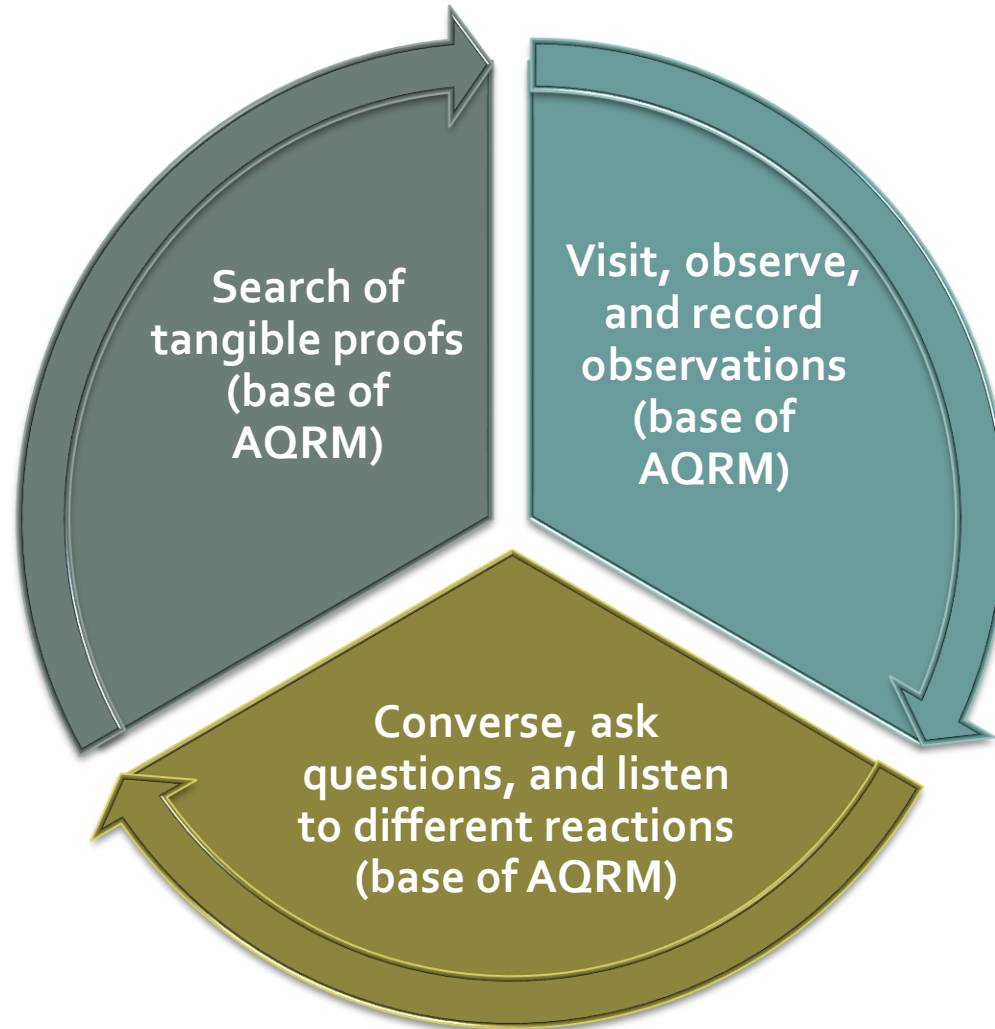 Search of
tangible proofs
(base of
AQRM)
Visit, observe,
and record
observations
(base of
AQRM)
Converse, ask
questions, and listen
to different reactions
(base of AQRM)